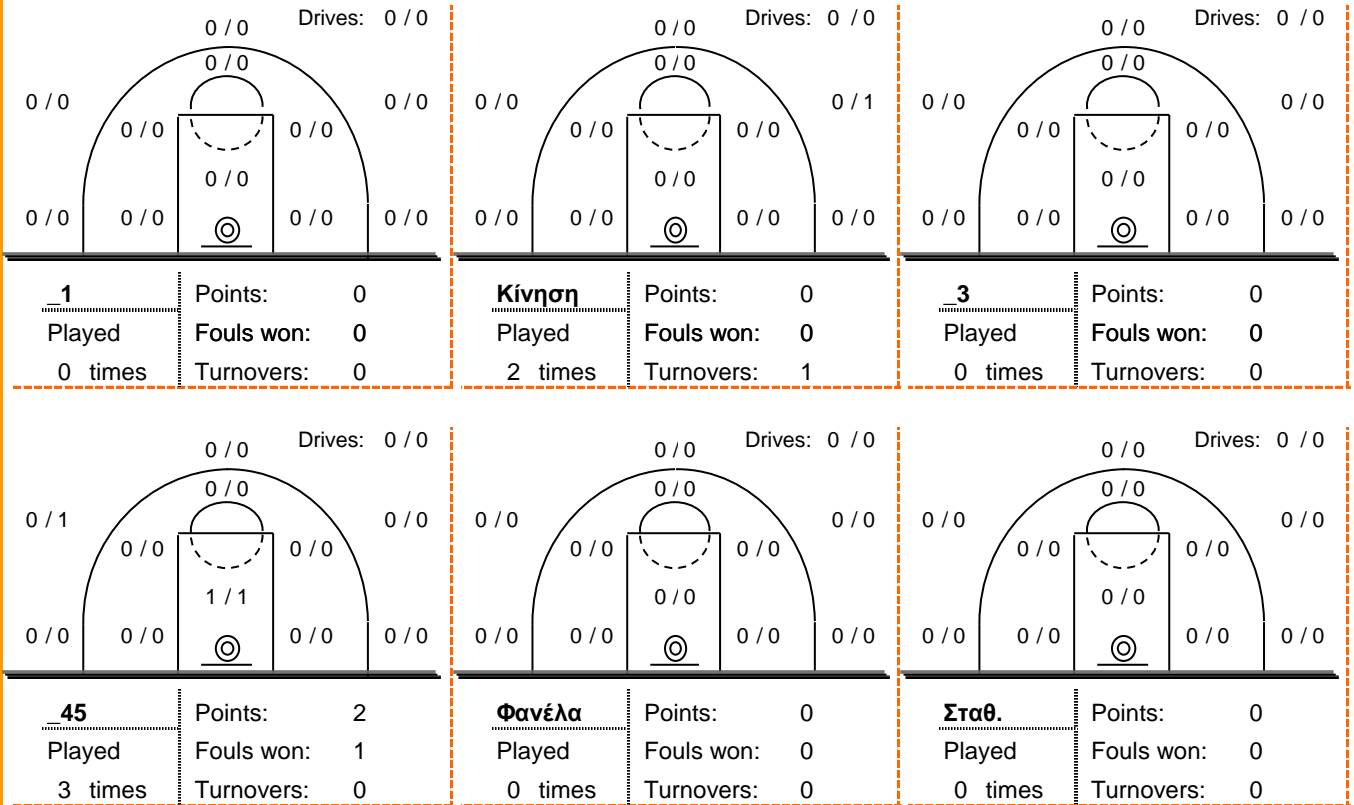 Drives: 0 / 0
0 / 0
0 / 0
0 / 0 0 / 0
0 / 0 0 / 0
0 / 0
0 / 0 0 / 0 0 / 0 0 / 0
_1 Points: 0
Played Fouls won: 0
0 times Turnovers: 0
Drives: 0 / 0
0 / 0
0 / 0
0 / 0 0 / 1
0 / 0 0 / 0
0 / 0
0 / 0 0 / 0 0 / 0 0 / 0
Κίνηση Points: 0
Played Fouls won: 0
2 times Turnovers: 1
Drives: 0 / 0
0 / 0
0 / 0
0 / 0 0 / 0
0 / 0 0 / 0
0 / 0
0 / 0 0 / 0 0 / 0 0 / 0
_3 Points: 0
Played Fouls won: 0
0 times Turnovers: 0
Drives: 0 / 0
0 / 0
0 / 0
0 / 1 0 / 0
0 / 0 0 / 0
1 / 1
0 / 0 0 / 0 0 / 0 0 / 0
_45 Points: 2
Played Fouls won: 1
3 times Turnovers: 0
Drives: 0 / 0
0 / 0
0 / 0
0 / 0 0 / 0
0 / 0 0 / 0
0 / 0
0 / 0 0 / 0 0 / 0 0 / 0
Φανέλα Points: 0
Played Fouls won: 0
0 times Turnovers: 0
Drives: 0 / 0
0 / 0
0 / 0
0 / 0 0 / 0
0 / 0 0 / 0
0 / 0
0 / 0 0 / 0 0 / 0 0 / 0
Σταθ. Points: 0
Played Fouls won: 0
0 times Turnovers: 0